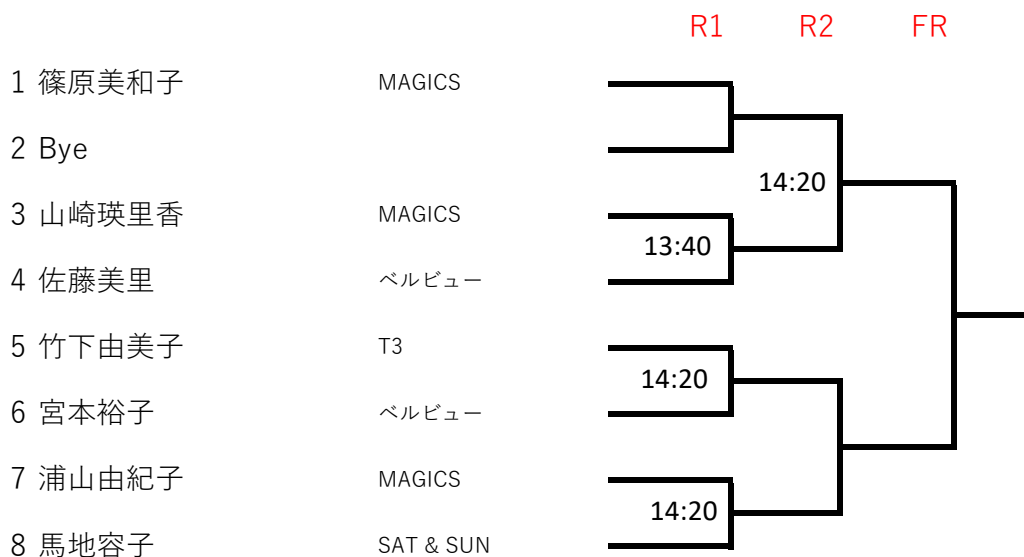 R1 R2 FR
1 篠原美和子 MAGICS
2 Bye
14:20
3 山崎瑛里香 MAGICS
13:40
4 佐藤美里 ベルビュー
5 竹下由美子 T3
14:20
6 宮本裕子 ベルビュー
7 浦山由紀子 MAGICS
14:20
8 馬地容子 SAT & SUN